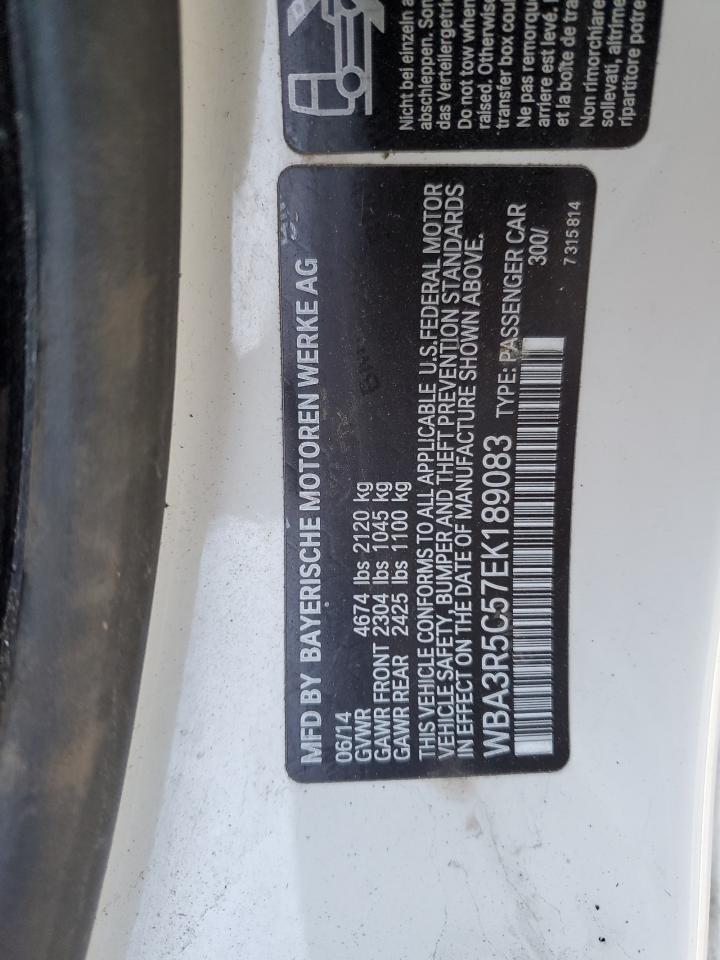 MFD BY BAYERISCHE MOTOREN WERKE AG
06/14
GVWR 4674 lbs 2120 kg
GAWR FRONT 2304 lbs 1045 kg
GAWR REAR 2425 lbs 1100 kg
THIS VEHICLE CONFORMS TO ALL APPLICABLE U.S.FEDERAL MOTOR
VEHICLE SAFETY, BUMPER AND THEFT PREVENTION STANDARDS
IN EFFECT ON THE DATE OF MANUFACTURE SHOWN ABOVE.
WBA3R5C57EK189083 TYPE: PASSENGER CAR
300/
7 315 814
Nicht bei einzeln
abschleppen.
das Verteilergetrie
Do not tow when
raised. Otherwise
transfer box coul
Ne pas remorqu
arriere est levé.
et la boîte de tra
Non rimorchiare
sollevati, altrime
ripartitore potre